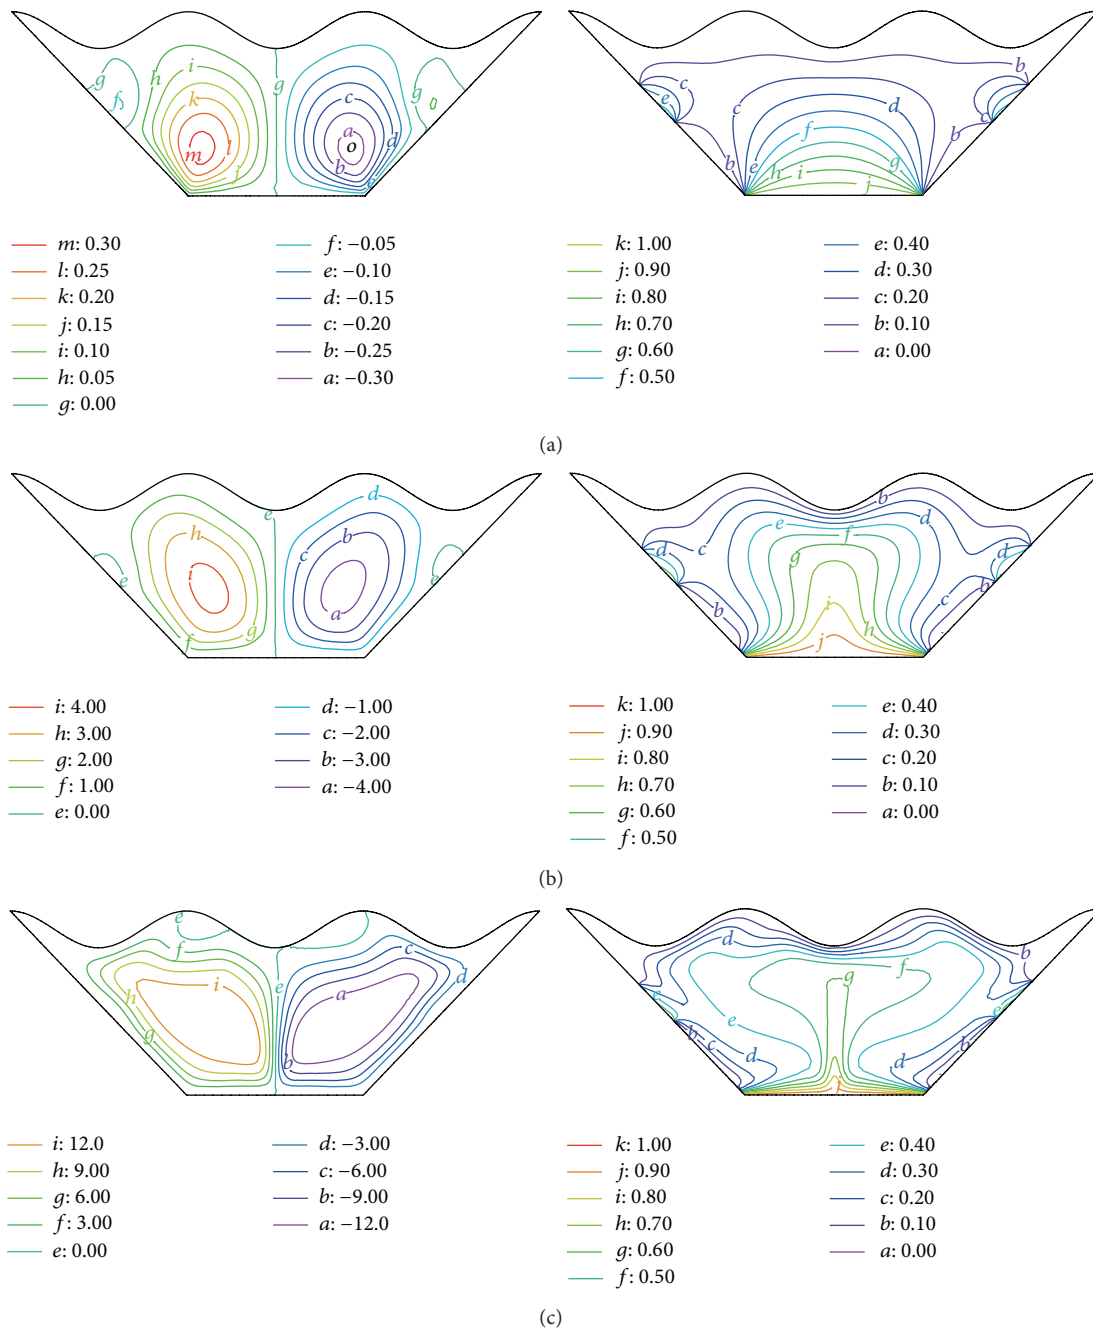 g h i g g
k c
f a d
m l o
j b e
b
c c
e d c
f
b e g b
h i j
m: 0.30 f: −0.05 k: 1.00 e: 0.40
l: 0.25 e: −0.10 j: 0.90 d: 0.30
k: 0.20 d: −0.15 i: 0.80 c: 0.20
j: 0.15 c: −0.20 h: 0.70 b: 0.10
i: 0.10 b: −0.25 g: 0.60 a: 0.00
h: 0.05 a: −0.30 f: 0.50
g: 0.00
(a)
d
e
h c b
e i e
a
f g
b
e f d
d c g d
b i c b
j h
i: 4.00 d: −1.00 k: 1.00 e: 0.40
h: 3.00 c: −2.00 j: 0.90 d: 0.30
g: 2.00 b: −3.00 i: 0.80 c: 0.20
f: 1.00 a: −4.00 h: 0.70 b: 0.10
e: 0.00 g: 0.60 a: 0.00
f: 0.50
(b)
e
f c
i e d
h a
g b
d b
f
g
e e e
b c d d b
j
i: 12.0 d: −3.00 k: 1.00 e: 0.40
h: 9.00 c: −6.00 j: 0.90 d: 0.30
g: 6.00 b: −9.00 i: 0.80 c: 0.20
f: 3.00 a: −12.0 h: 0.70 b: 0.10
e: 0.00 g: 0.60 a: 0.00
f: 0.50
(c)